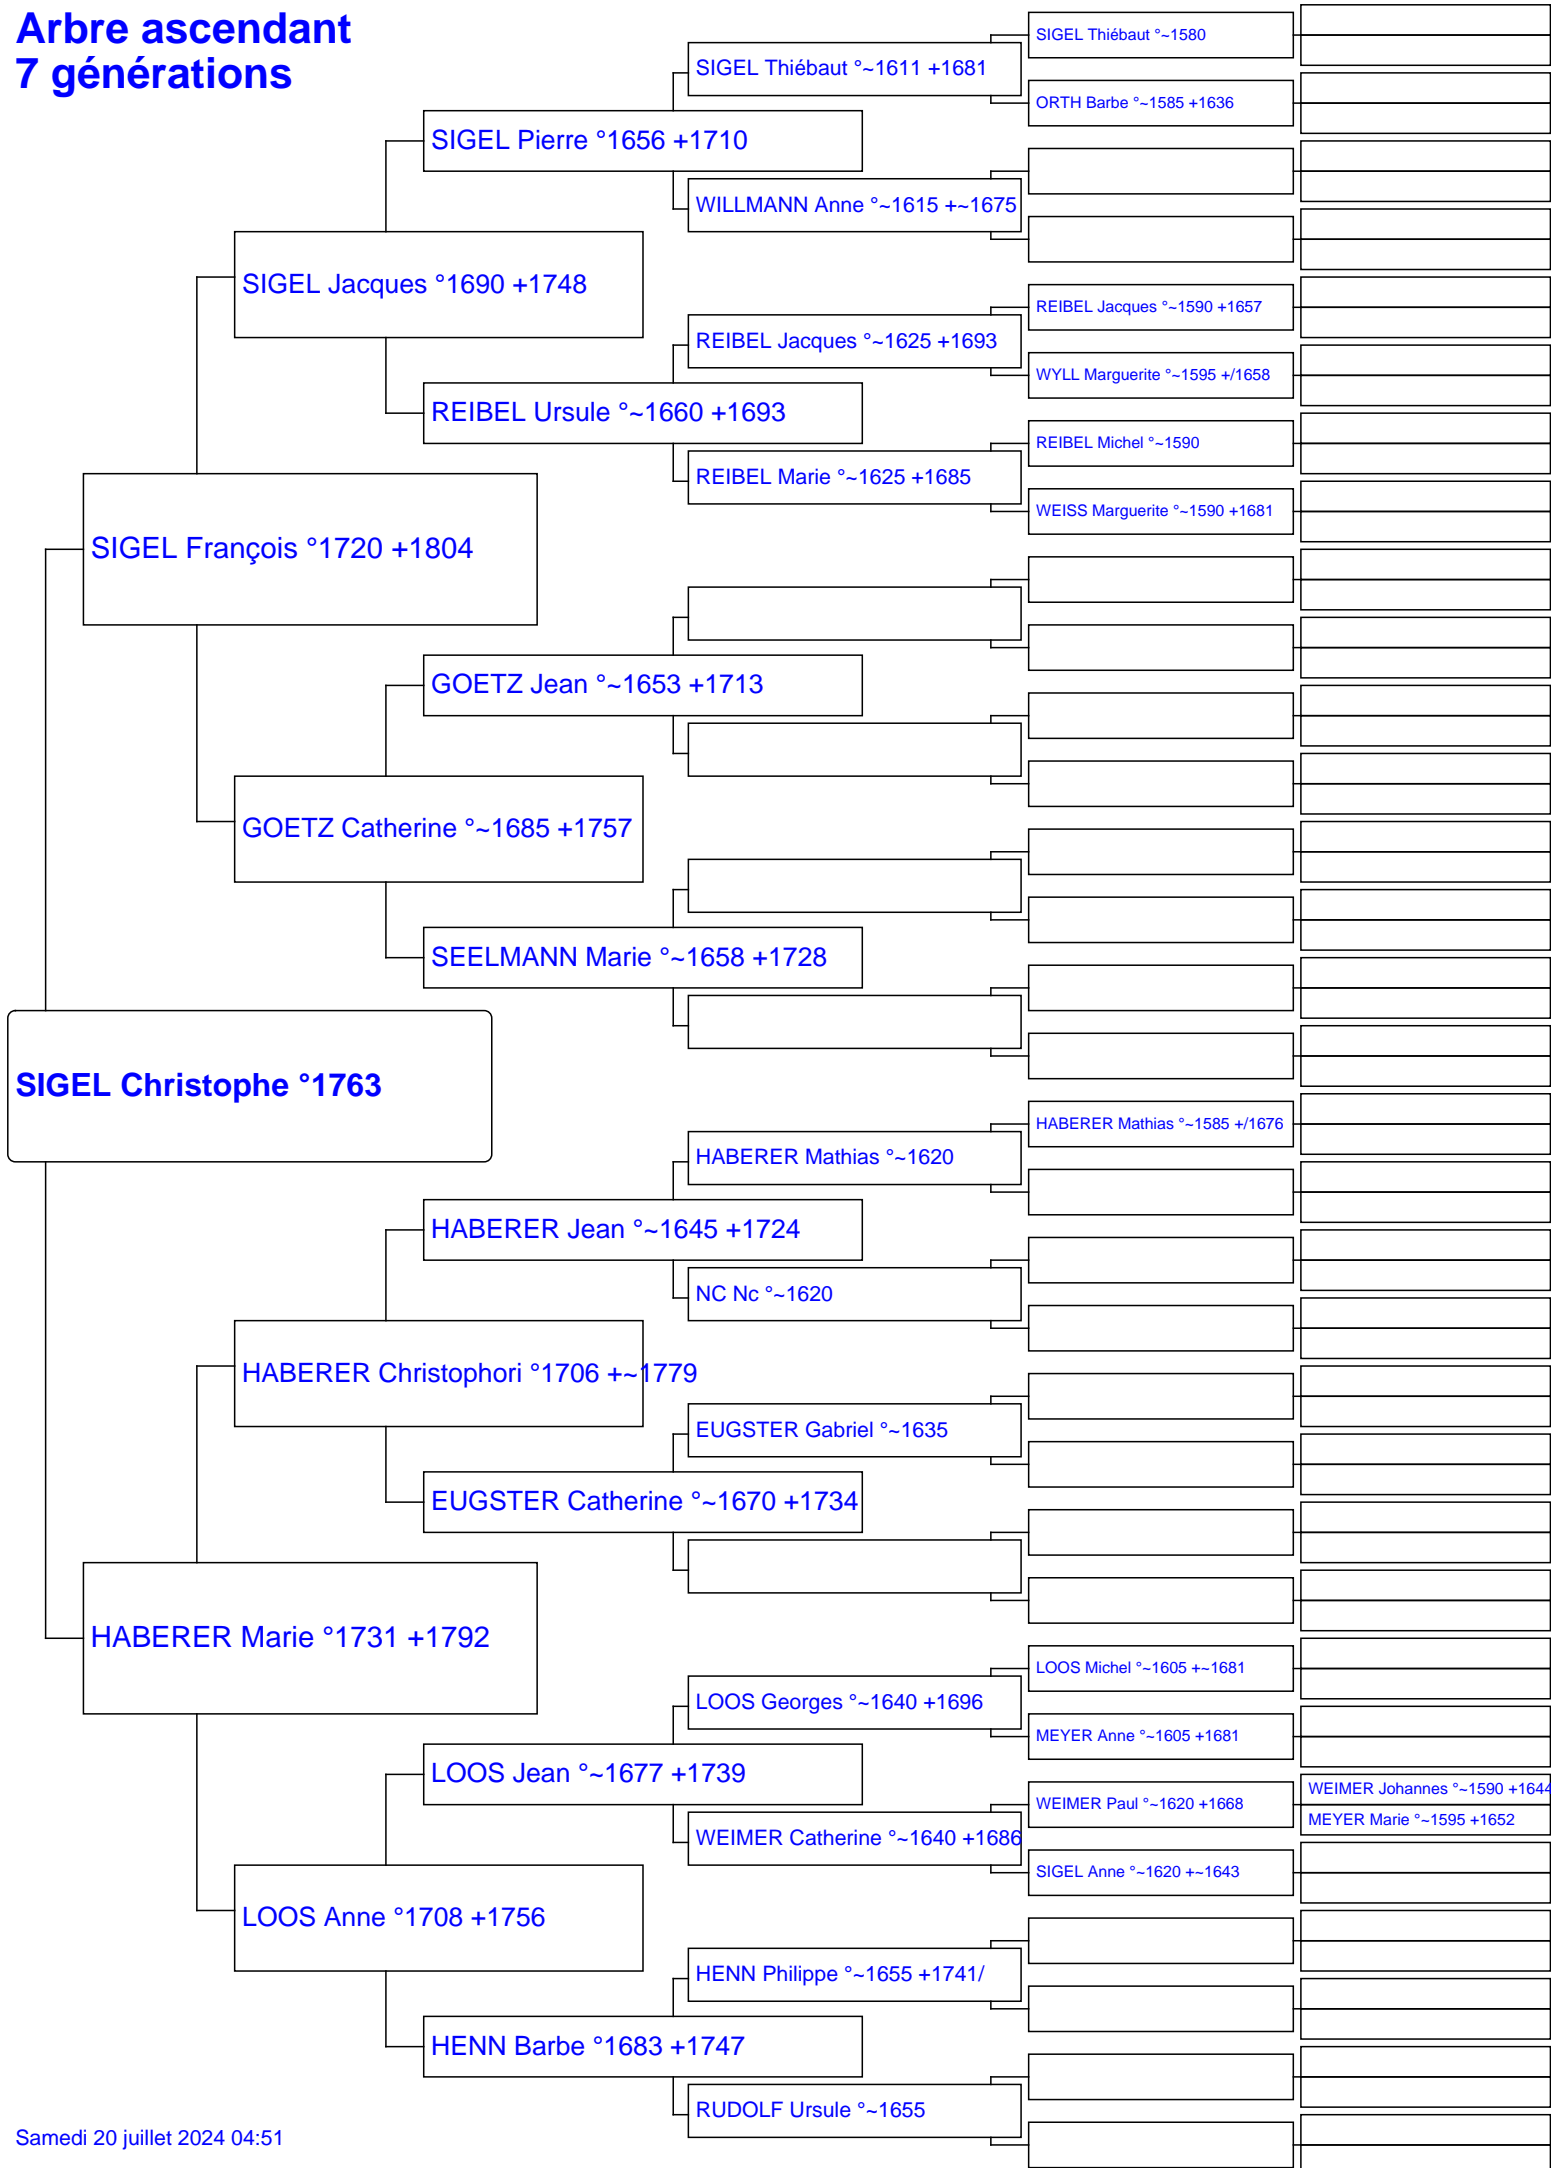 Arbre ascendant
7 générations
SIGEL Thiébaut °~1580
SIGEL Thiébaut °~1611 +1681
ORTH Barbe °~1585 +1636
SIGEL Pierre °1656 +1710
WILLMANN Anne °~1615 +~1675
SIGEL Jacques °1690 +1748
REIBEL Jacques °~1590 +1657
REIBEL Jacques °~1625 +1693
WYLL Marguerite °~1595 +/1658
REIBEL Ursule °~1660 +1693
REIBEL Michel °~1590
REIBEL Marie °~1625 +1685
WEISS Marguerite °~1590 +1681
SIGEL François °1720 +1804
GOETZ Jean °~1653 +1713
GOETZ Catherine °~1685 +1757
SEELMANN Marie °~1658 +1728
SIGEL Christophe °1763
HABERER Mathias °~1585 +/1676
HABERER Mathias °~1620
HABERER Jean °~1645 +1724
NC Nc °~1620
HABERER Christophori °1706 +~1779
EUGSTER Gabriel °~1635
EUGSTER Catherine °~1670 +1734
HABERER Marie °1731 +1792
LOOS Michel °~1605 +~1681
LOOS Georges °~1640 +1696
MEYER Anne °~1605 +1681
LOOS Jean °~1677 +1739
WEIMER Johannes °~1590 +1644
WEIMER Paul °~1620 +1668
MEYER Marie °~1595 +1652
WEIMER Catherine °~1640 +1686
SIGEL Anne °~1620 +~1643
LOOS Anne °1708 +1756
HENN Philippe °~1655 +1741/
HENN Barbe °1683 +1747
RUDOLF Ursule °~1655
Samedi 20 juillet 2024 04:51